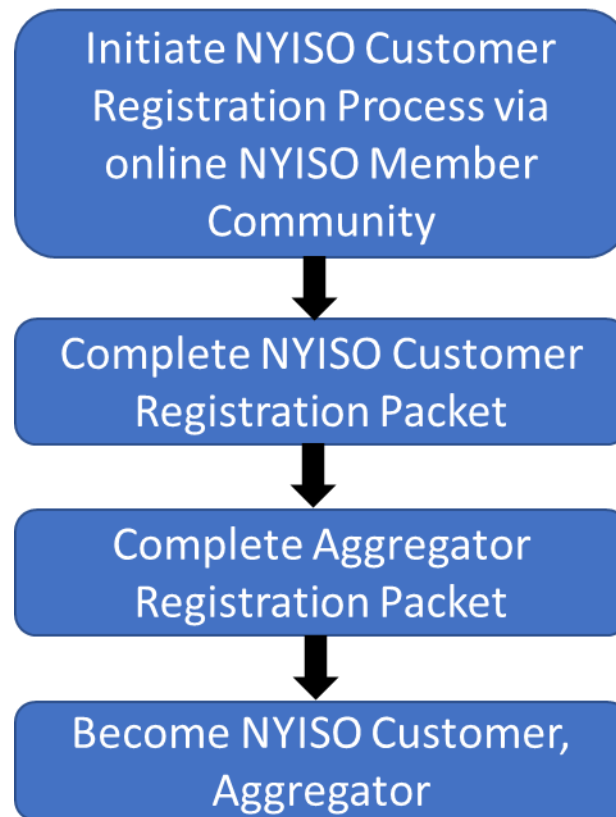 Initiate NYISO Customer
Registration Process via
online NYISO Member
Community
Complete NYISO Customer
Registration Packet
Complete Aggregator
Registration Packet
Become NYISO Customer,
Aggregator